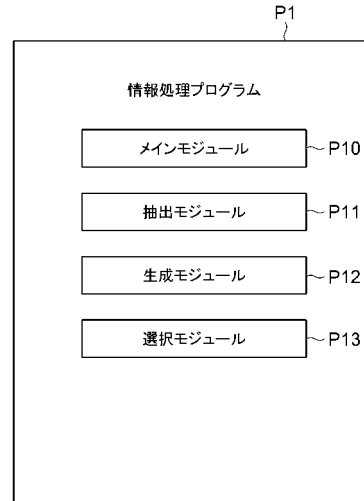 P1
情報処理プログラム
メインモジュール P10
抽出モジュール P11
生成モジュール P12
選択モジュール P13